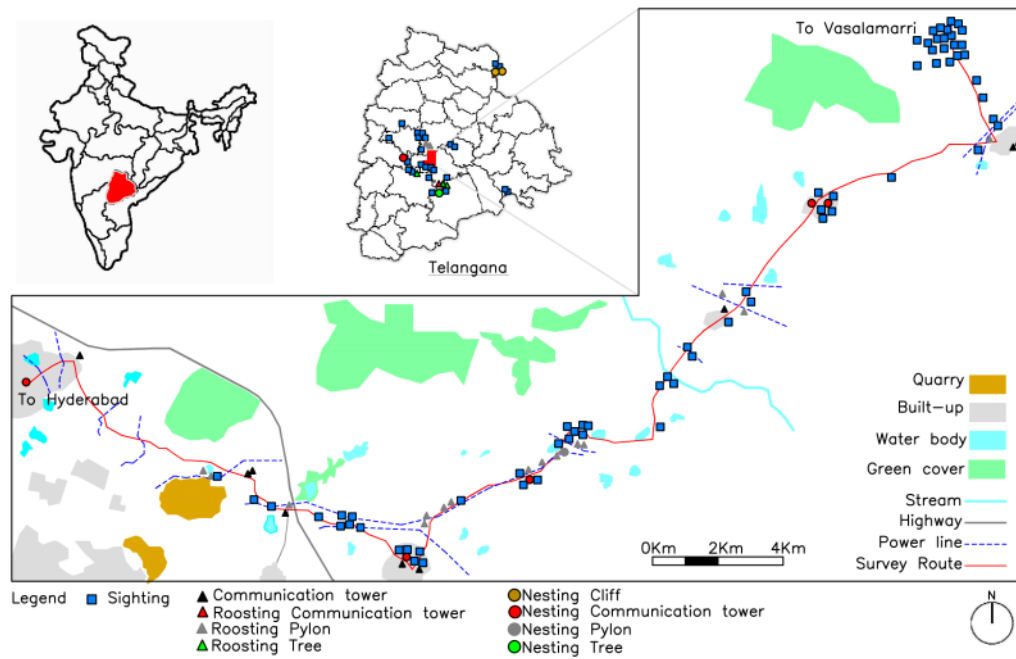 To Vasalamarri
Telangana
To Hyderabad
Quarry
Built-up
Water body
Green cover
Stream
Highway
Power line
Survey Route
0Km 2Km 4Km
Legend Sighting
Communication tower
Roosting Communication tower
Roosting Pylon
Roosting Tree
Nesting Cliff
Nesting Communication tower
Nesting Pylon
Nesting Tree
N